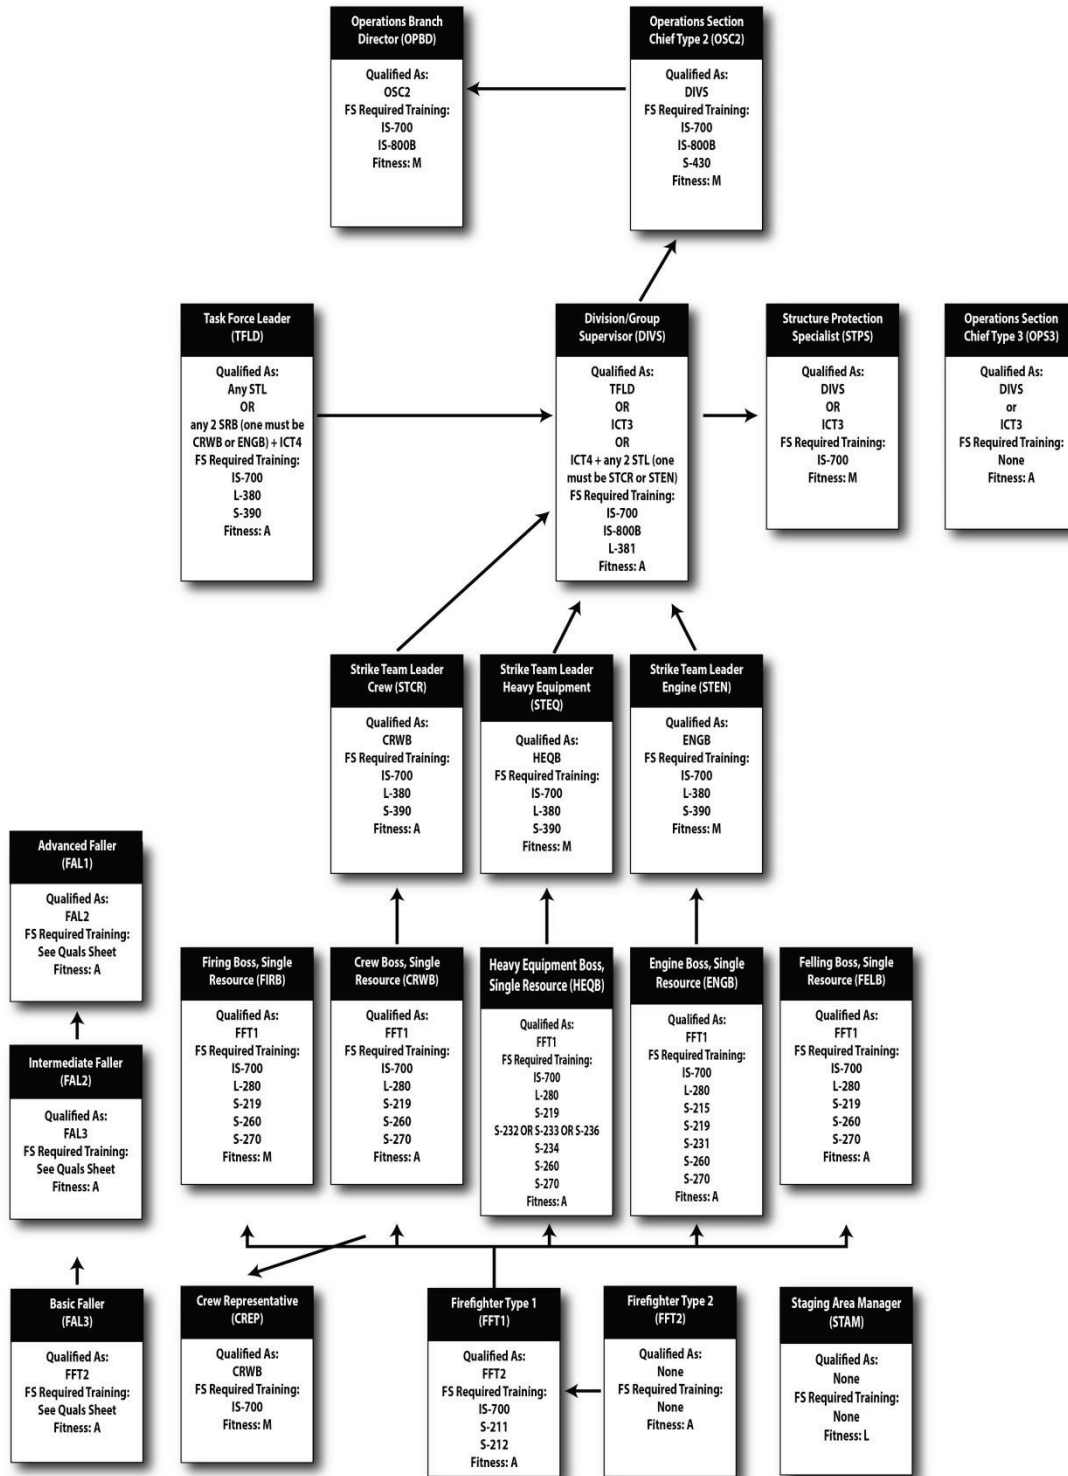 Operations Branch
Director (OPBD)
Qualified As:
OSC2
FS Required Training:
IS-700
IS-800B
Fitness: M
Operations Section
Chief Type 2 (OSC2)
Qualified As:
DIVS
FS Required Training:
IS-700
IS-800B
S-430
Fitness: M
Task Force Leader
(TFLD)
Qualified As:
Any STL
OR
any 2 SRB (one must be
CRWB or ENGB) + ICT4
FS Required Training:
IS-700
L-380
S-390
Fitness: A
Division/Group
Supervisor (DIVS)
Qualified As:
TFLD
OR
ICT3
OR
ICT4 + any 2 STL (one
must be STCR or STEN)
FS Required Training:
IS-700
IS-800B
L-381
Fitness: A
Structure Protection
Specialist (STPS)
Qualified As:
DIVS
OR
ICT3
FS Required Training:
IS-700
Fitness: M
Operations Section
Chief Type 3 (OPS3)
Qualified As:
DIVS
or
ICT3
FS Required Training:
None
Fitness: A
Strike Team Leader
Crew (STCR)
Qualified As:
CRWB
FS Required Training:
IS-700
L-380
S-390
Fitness: A
Strike Team Leader
Heavy Equipment
(STEQ)
Qualified As:
HEQB
FS Required Training:
IS-700
L-380
S-390
Fitness: M
Strike Team Leader
Engine (STEN)
Qualified As:
ENGB
FS Required Training:
IS-700
L-380
S-390
Fitness: M
Advanced Faller
(FAL1)
Qualified As:
FAL2
FS Required Training:
See Quals Sheet
Fitness: A
Firing Boss, Single
Resource (FIRB)
Qualified As:
FFT1
FS Required Training:
IS-700
L-280
S-219
S-260
S-270
Fitness: M
Crew Boss, Single
Resource (CRWB)
Qualified As:
FFT1
FS Required Training:
IS-700
L-280
S-219
S-260
S-270
Fitness: A
Heavy Equipment Boss,
Single Resource (HEQB)
Qualified As:
FFT1
FS Required Training:
IS-700
L-280
S-219
S-232 OR S-233 OR S-236
S-234
S-260
S-270
Fitness: A
Engine Boss, Single
Resource (ENGB)
Qualified As:
FFT1
FS Required Training:
IS-700
L-280
S-215
S-219
S-231
S-260
S-270
Fitness: A
Felling Boss, Single
Resource (FELB)
Qualified As:
FFT1
FS Required Training:
IS-700
L-280
S-219
S-260
S-270
Fitness: A
Intermediate Faller
(FAL2)
Qualified As:
FAL3
FS Required Training:
See Quals Sheet
Fitness: A
Basic Faller
(FAL3)
Qualified As:
FFT2
FS Required Training:
See Quals Sheet
Fitness: A
Crew Representative
(CREP)
Qualified As:
CRWB
FS Required Training:
IS-700
Fitness: M
Firefighter Type 1
(FFT1)
Qualified As:
FFT2
FS Required Training:
IS-700
S-211
S-212
Fitness: A
Firefighter Type 2
(FFT2)
Qualified As:
None
FS Required Training:
None
Fitness: A
Staging Area Manager
(STAM)
Qualified As:
None
FS Required Training:
None
Fitness: L